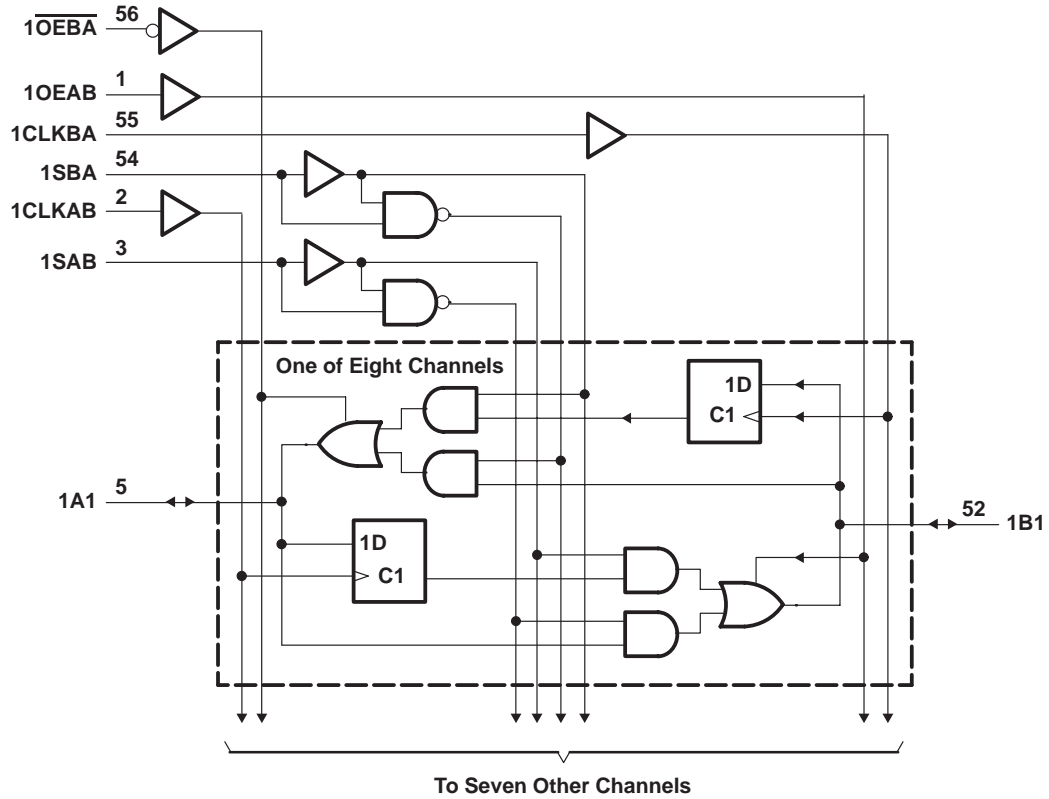 56
1O̅E̅B̅A̅
1
1OEAB
55
1CLKBA
54
1SBA
2
1CLKAB
3
1SAB
One of Eight Channels
1D
C1
5
1A1
52
1B1
1D
C1
To Seven Other Channels